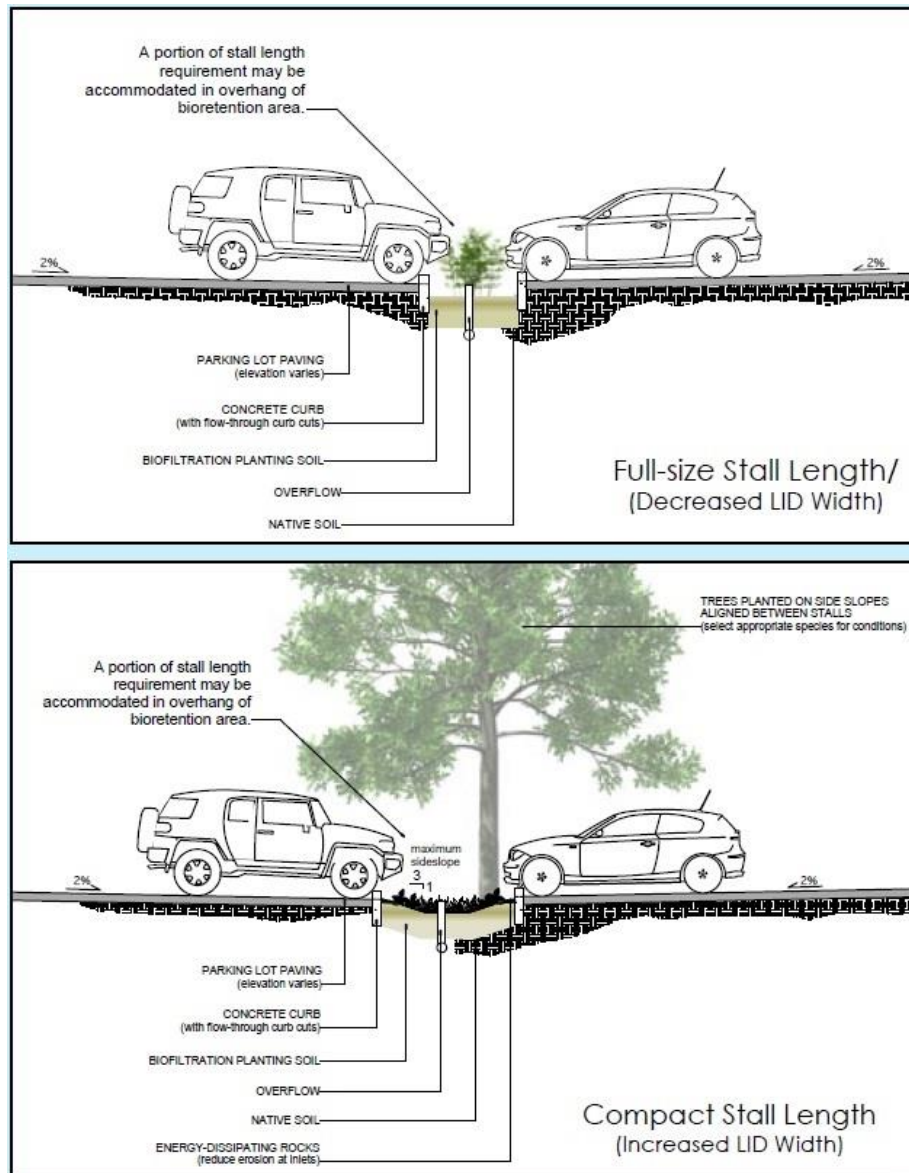 A portion of stall length
requirement may be
accommodated in overhang of
bioretention area.
2%
2%
PARKING LOT PAVING
(elevation varies)
CONCRETE CURB
(with flow-through curb cuts)
BIOFILTRATION PLANTING SOIL
OVERFLOW
NATIVE SOIL
Full-size Stall Length/
(Decreased LID Width)
TREES PLANTED ON SIDE SLOPES
ALIGNED BETWEEN STALLS
(select appropriate species for conditions)
A portion of stall length
requirement may be
accommodated in overhang of
bioretention area.
maximum
sideslope
3
1
2%
2%
PARKING LOT PAVING
(elevation varies)
CONCRETE CURB
(with flow-through curb cuts)
BIOFILTRATION PLANTING SOIL
OVERFLOW
NATIVE SOIL
ENERGY-DISSIPATING ROCKS
(reduce erosion at inlets)
Compact Stall Length
(Increased LID Width)